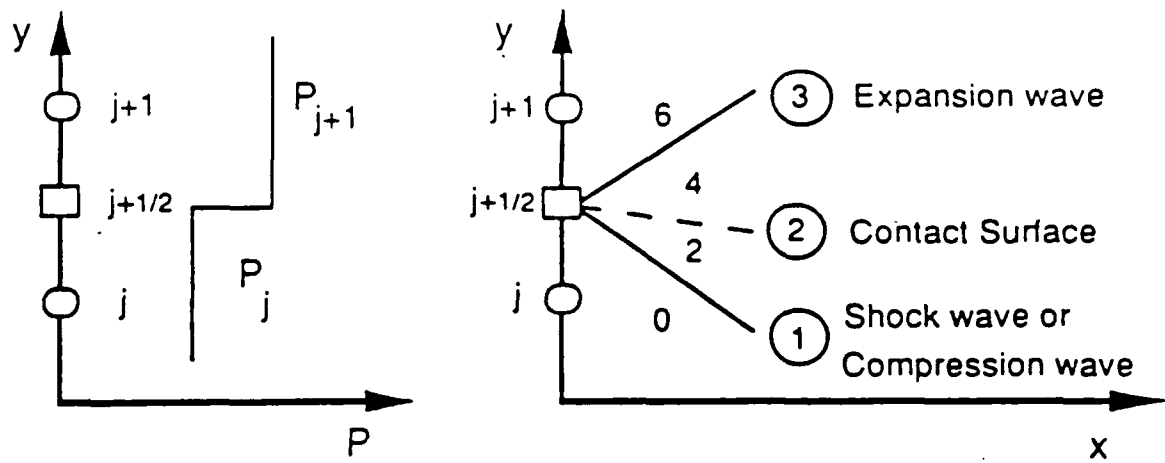 y
j+1
P_{j+1}
j+1/2
P_j
j
P
y
j+1
6
3 Expansion wave
4
j+1/2
2 Contact Surface
2
j
0
1 Shock wave or
Compression wave
x